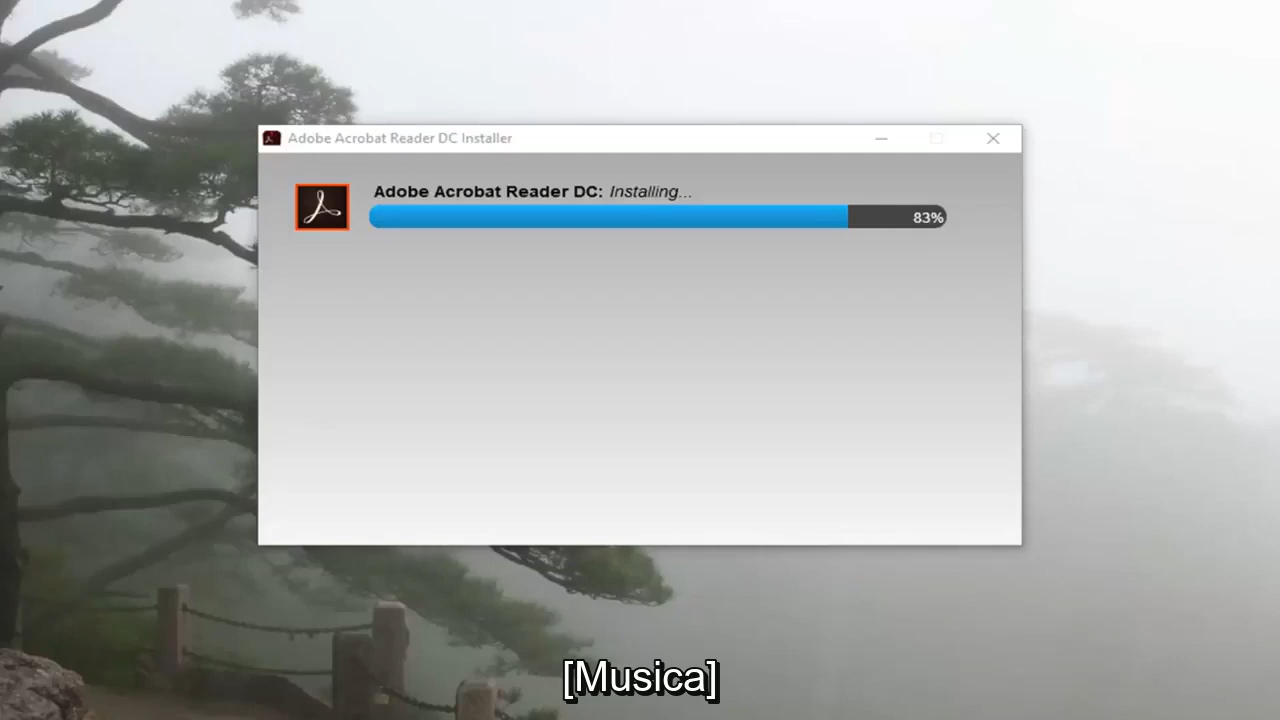 Adobe Acrobat Reader DC Installer
Adobe Acrobat Reader DC: Installing...
83%
[Musica]